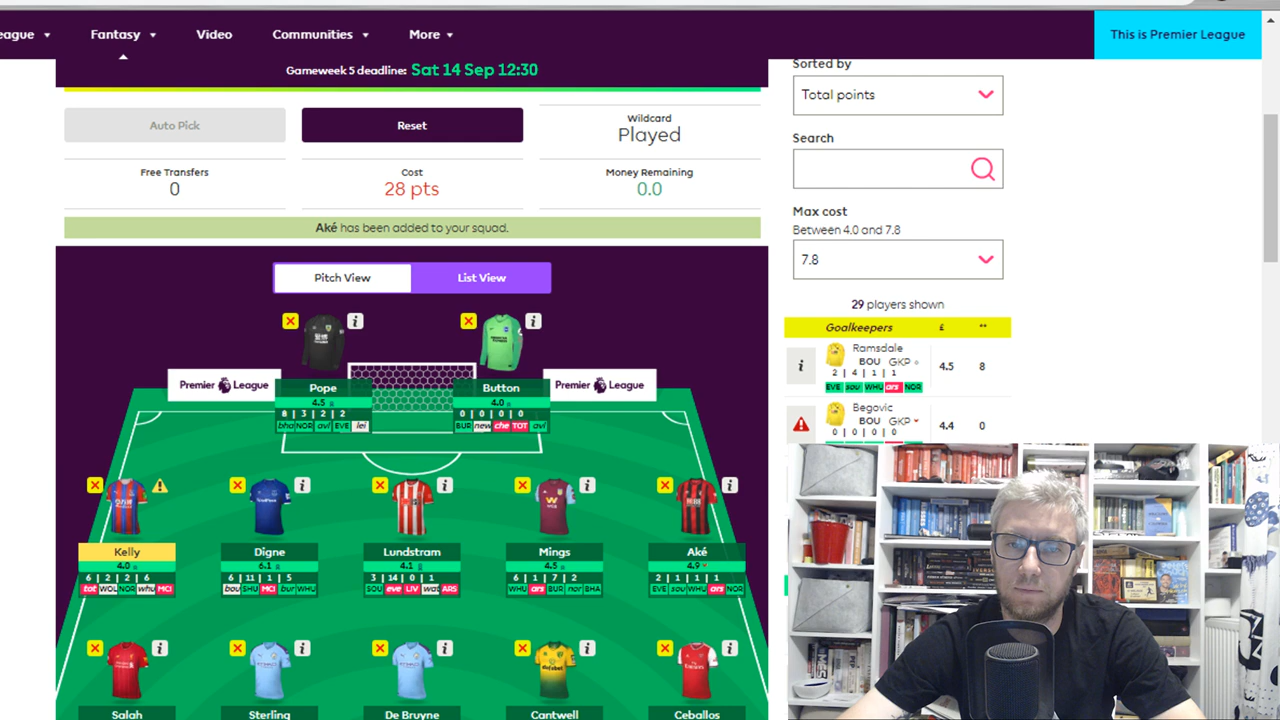 eague Fantasy Video Communities More This is Premier League
Gameweek 5 deadline: Sat 14 Sep 12:30
Auto Pick
Reset
Wildcard
Played
Free Transfers
0
Cost
28 pts
Money Remaining
0.0
Aké has been added to your squad.
Pitch View List View
Premier League Premier League
Pope
4.5
8 | 3 | 2 | 2
bha NOR avl EVE lei
Button
4.0
0 | 0 | 0 | 0
BUR new che TOT avl
Kelly
4.0
6 | 2 | 2 | 6
tot WOL NOR whu MCI
Digne
6.1
6 | 11 | 1 | 5
bou SHU MCI bur WHU
Lundstram
4.1
3 | 14 | 0 | 1
SOU eve LIV wat ARS
Mings
4.5
6 | 1 | 7 | 2
WHU ars BUR nor BHA
Aké
4.9
2 | 1 | 1 | 1
EVE sou WHU ars NOR
Salah Sterling De Bruyne Cantwell Ceballos
Sorted by
Total points
Search
Max cost
Between 4.0 and 7.8
7.8
29 players shown
Goalkeepers £ **
Ramsdale
BOU GKP 4.5 8
2 | 4 | 1 | 1
EVE sou WHU ars NOR
Begovic
BOU GKP 4.4 0
0 | 0 | 0 | 0